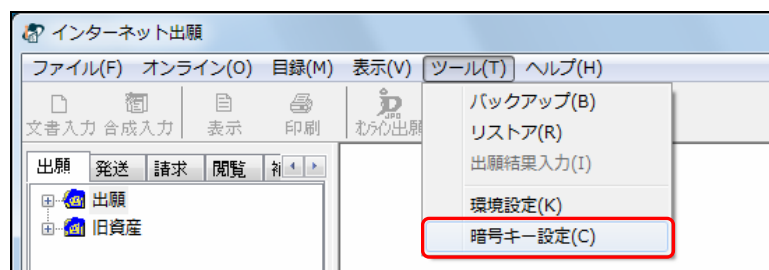 インターネット出願
ファイル(F) オンライン(O) 目録(M) 表示(V) ツール(T) ヘルプ(H)
文書入力 合成入力 表示 印刷 オンライン出願
JPO
バックアップ(B)
リストア(R)
出願結果入力(I)
環境設定(K)
暗号キー設定(C)
出願 発送 請求 閲覧
出願
旧資産